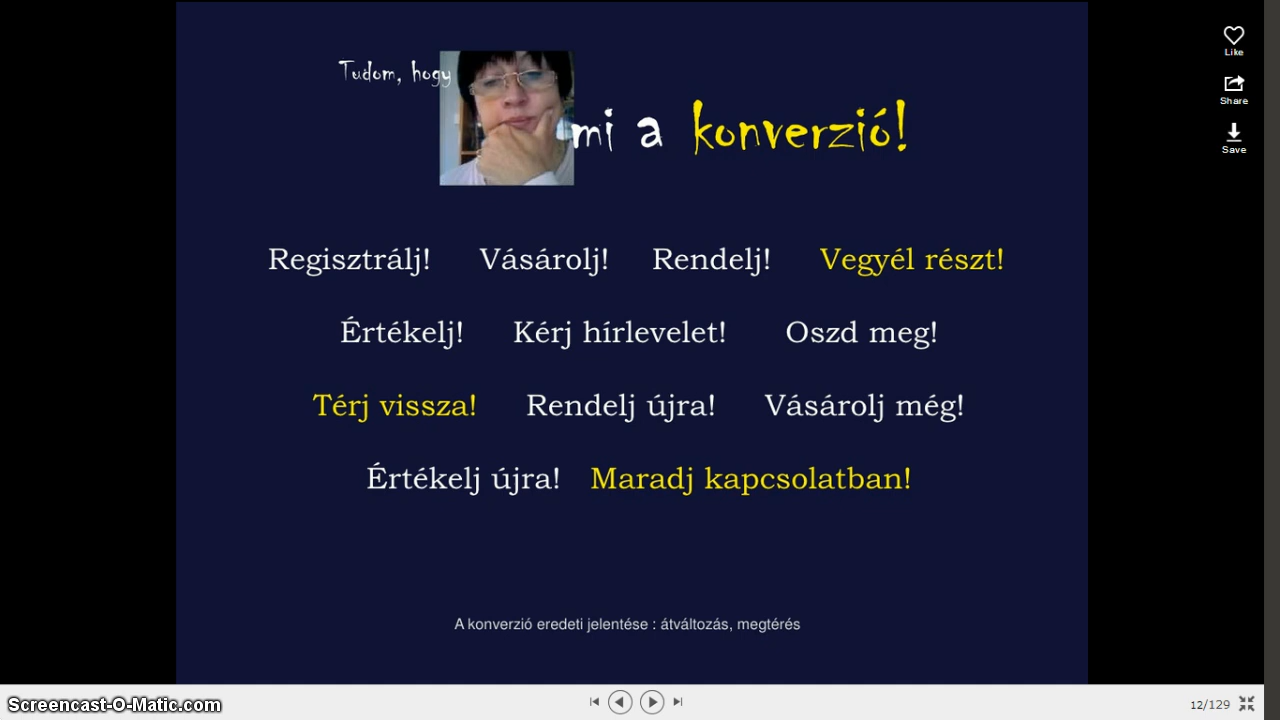 Tudom, hogy
mi a konverzió!
Like
Share
Save
Regisztrálj! Vásárolj! Rendelj! Vegyél részt!
Értékelj! Kérj hírlevelet! Oszd meg!
Térj vissza! Rendelj újra! Vásárolj még!
Értékelj újra! Maradj kapcsolatban!
A konverzió eredeti jelentése : átváltozás, megtérés
Screencast-O-Matic.com
12/129